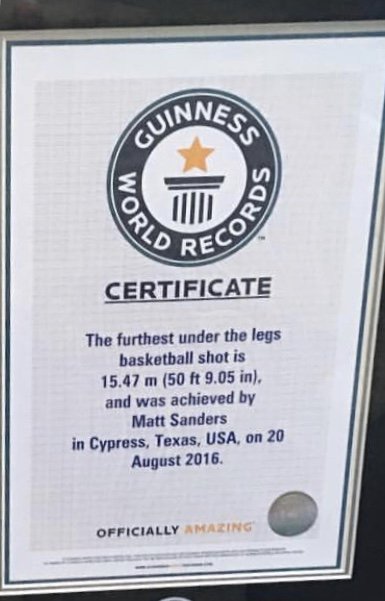 GUINNESS
WORLD RECORDS
™
CERTIFICATE
The furthest under the legs
basketball shot is
15.47 m (50 ft 9.05 in),
and was achieved by
Matt Sanders
in Cypress, Texas, USA, on 20
August 2016.
OFFICIALLY AMAZING